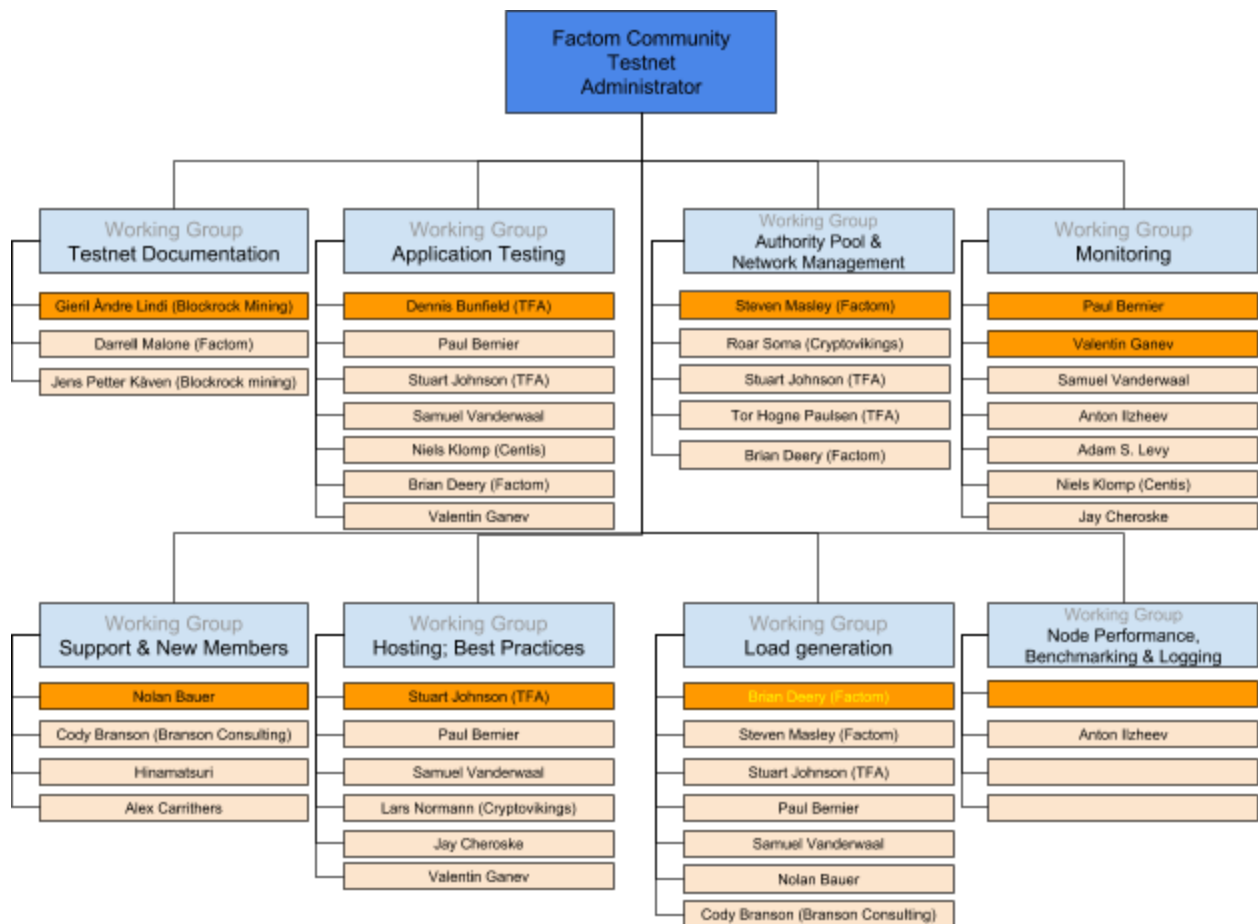 Factom Community
Testnet
Administrator
Working Group
Testnet Documentation
Gieril Àndre Lindi (Blockrock Mining)
Darrell Malone (Factom)
Jens Petter Kåven (Blockrock mining)
Working Group
Application Testing
Dennis Bunfield (TFA)
Paul Bernier
Stuart Johnson (TFA)
Samuel Vanderwaal
Niels Klomp (Centis)
Brian Deery (Factom)
Valentin Ganev
Working Group
Authority Pool &
Network Management
Steven Masley (Factom)
Roar Soma (Cryptovikings)
Stuart Johnson (TFA)
Tor Hogne Paulsen (TFA)
Brian Deery (Factom)
Working Group
Monitoring
Paul Bernier
Valentin Ganev
Samuel Vanderwaal
Anton Ilzheev
Adam S. Levy
Niels Klomp (Centis)
Jay Cheroske
Working Group
Support & New Members
Nolan Bauer
Cody Branson (Branson Consulting)
Hinamatsuri
Alex Carrithers
Working Group
Hosting; Best Practices
Stuart Johnson (TFA)
Paul Bernier
Samuel Vanderwaal
Lars Normann (Cryptovikings)
Jay Cheroske
Valentin Ganev
Working Group
Load generation
Brian Deery (Factom)
Steven Masley (Factom)
Stuart Johnson (TFA)
Paul Bernier
Samuel Vanderwaal
Nolan Bauer
Cody Branson (Branson Consulting)
Working Group
Node Performance,
Benchmarking & Logging
Anton Ilzheev